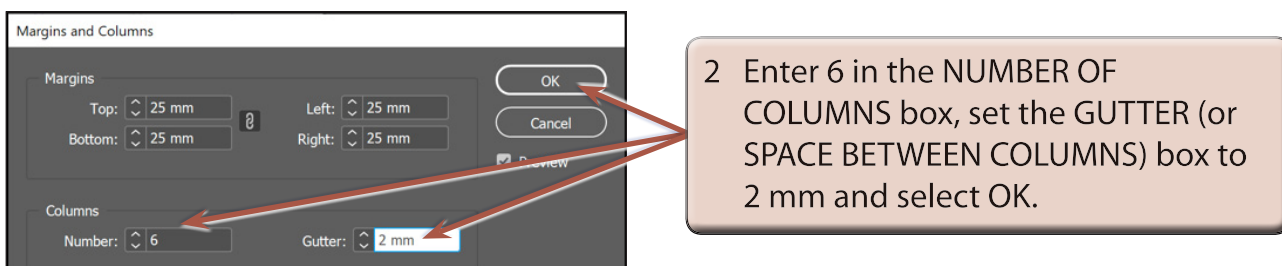 Margins and Columns
Margins
Top: 25 mm Left: 25 mm
Bottom: 25 mm Right: 25 mm
OK
Cancel
Preview
Columns
Number: 6 Gutter: 2 mm
2 Enter 6 in the NUMBER OF
COLUMNS box, set the GUTTER (or
SPACE BETWEEN COLUMNS) box to
2 mm and select OK.